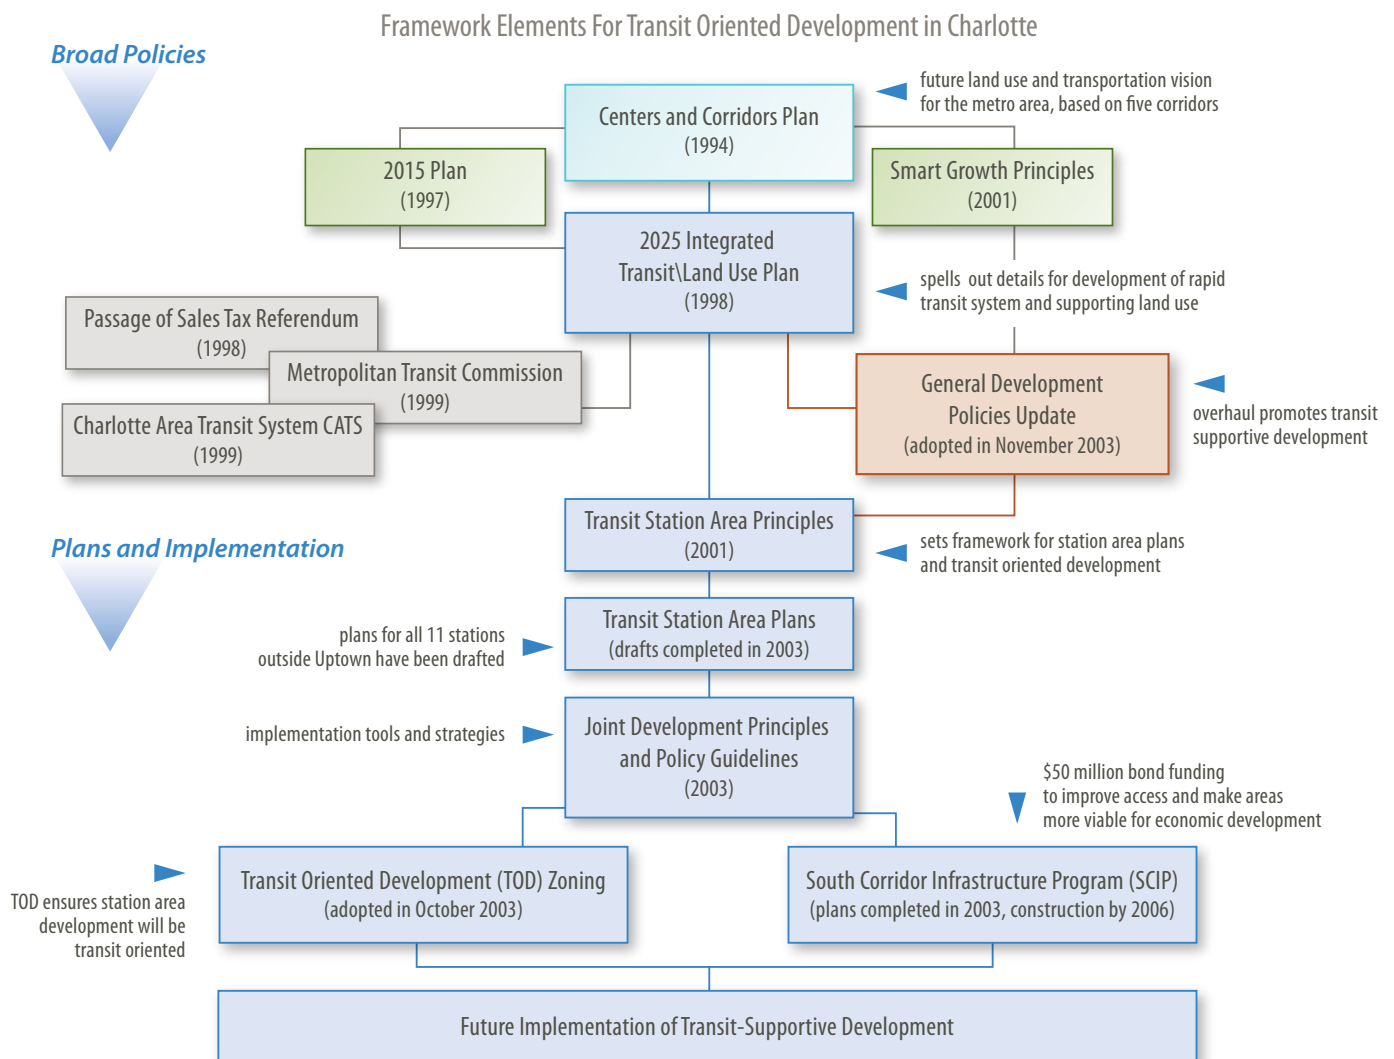 Framework Elements For Transit Oriented Development in Charlotte
Broad Policies
Centers and Corridors Plan
(1994)
future land use and transportation vision
for the metro area, based on five corridors
2015 Plan
(1997)
Smart Growth Principles
(2001)
2025 Integrated
Transit\Land Use Plan
(1998)
spells out details for development of rapid
transit system and supporting land use
Passage of Sales Tax Referendum
(1998)
Metropolitan Transit Commission
(1999)
Charlotte Area Transit System CATS
(1999)
General Development
Policies Update
(adopted in November 2003)
overhaul promotes transit
supportive development
Plans and Implementation
Transit Station Area Principles
(2001)
sets framework for station area plans
and transit oriented development
Transit Station Area Plans
(drafts completed in 2003)
plans for all 11 stations
outside Uptown have been drafted
Joint Development Principles
and Policy Guidelines
(2003)
implementation tools and strategies
$50 million bond funding
to improve access and make areas
more viable for economic development
Transit Oriented Development (TOD) Zoning
(adopted in October 2003)
TOD ensures station area
development will be
transit oriented
South Corridor Infrastructure Program (SCIP)
(plans completed in 2003, construction by 2006)
Future Implementation of Transit-Supportive Development